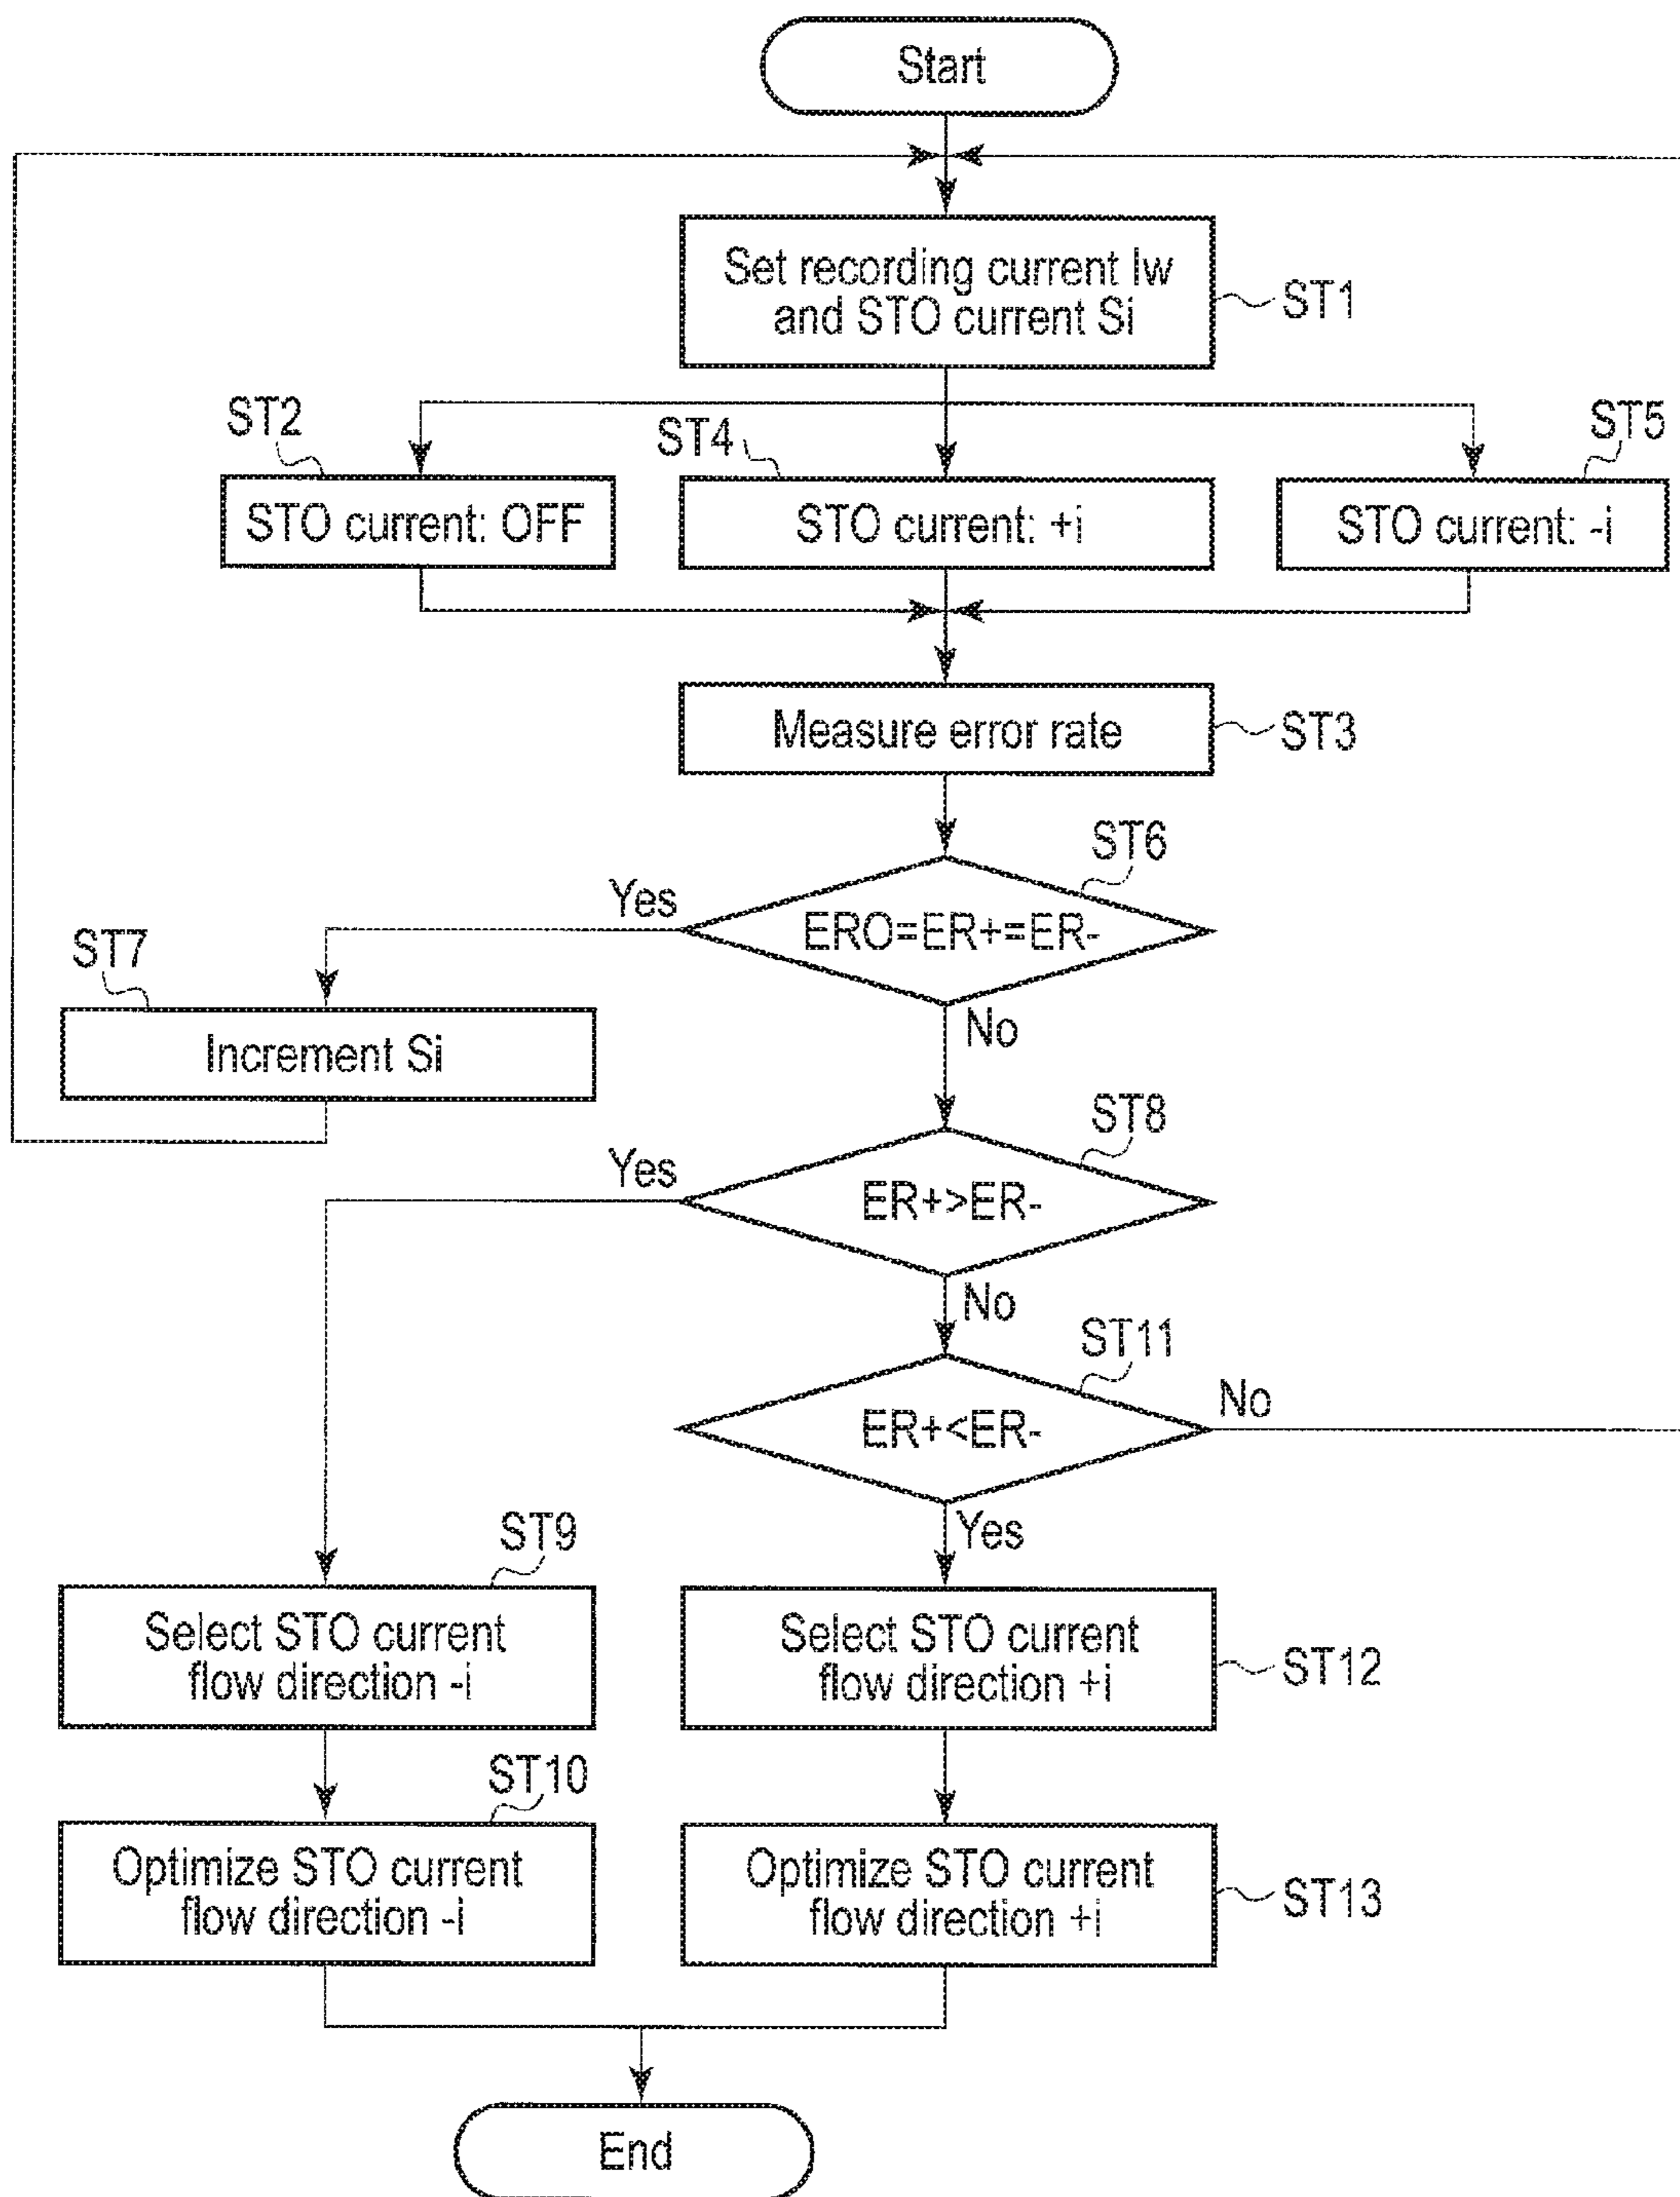 Start
Set recording current Iw
and STO current Si
ST1
ST2
ST4
ST5
STO current: OFF
STO current: +i
STO current: -i
Measure error rate
ST3
ST6
Yes
ERO=ER+=ER-
ST7
No
Increment Si
ST8
Yes
ER+>ER-
No
ST11
No
ER+<ER-
Yes
ST9
Select STO current
flow direction -i
Select STO current
flow direction +i
ST12
ST10
Optimize STO current
flow direction -i
Optimize STO current
flow direction +i
ST13
End